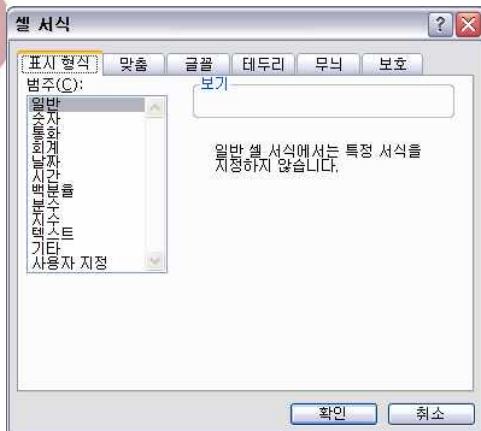 셀 서식
표시 형식 맞춤 글꼴 테두리 무늬 보호
범주(C):
보기
일반
숫자
통화
회계
날짜
시간
백분율
분수
지수
텍스트
기타
사용자 지정
일반 셀 서식에서는 특정 서식을
지정하지 않습니다.
확인 취소